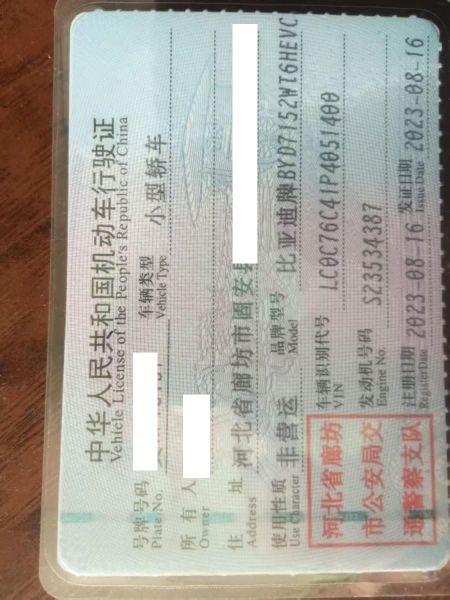 中华人民共和国机动车行驶证
Vehicle License of the People's Republic of China
号牌号码
Plate No.
车辆类型 小型轿车
Vehicle Type
所有人
Owner
住址 河北省廊坊市固安县
Address
使用性质 非营运
Use Character
品牌型号 比亚迪牌BYD7152WT6HEVC
Model
车辆识别代号 LC0C76C41P4051400
VIN
发动机号码 S23534387
Engine No.
注册日期 2023-08-16
Register Date
发证日期 2023-08-16
Issue Date
河北省廊坊
市公安局交
通警察支队